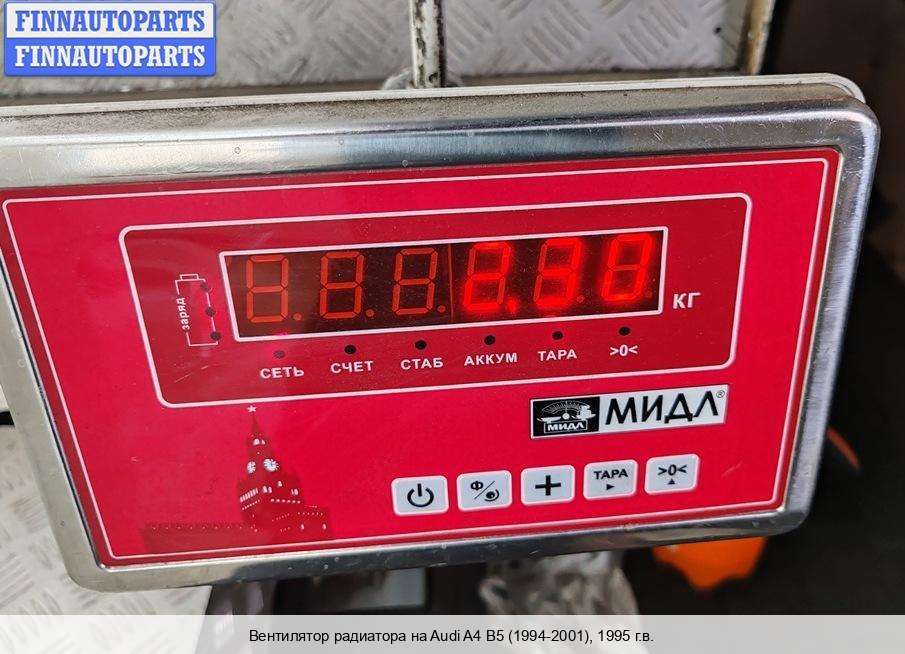 FINNAUTOPARTS
FINNAUTOPARTS
заряд
2.90 КГ
СЕТЬ СЧЕТ СТАБ АККУМ ТАРА >0<
МИДЛ МИДЛ®
Ф/ + ТАРА >0<
Вентилятор радиатора на Audi A4 B5 (1994-2001), 1995 г.в.